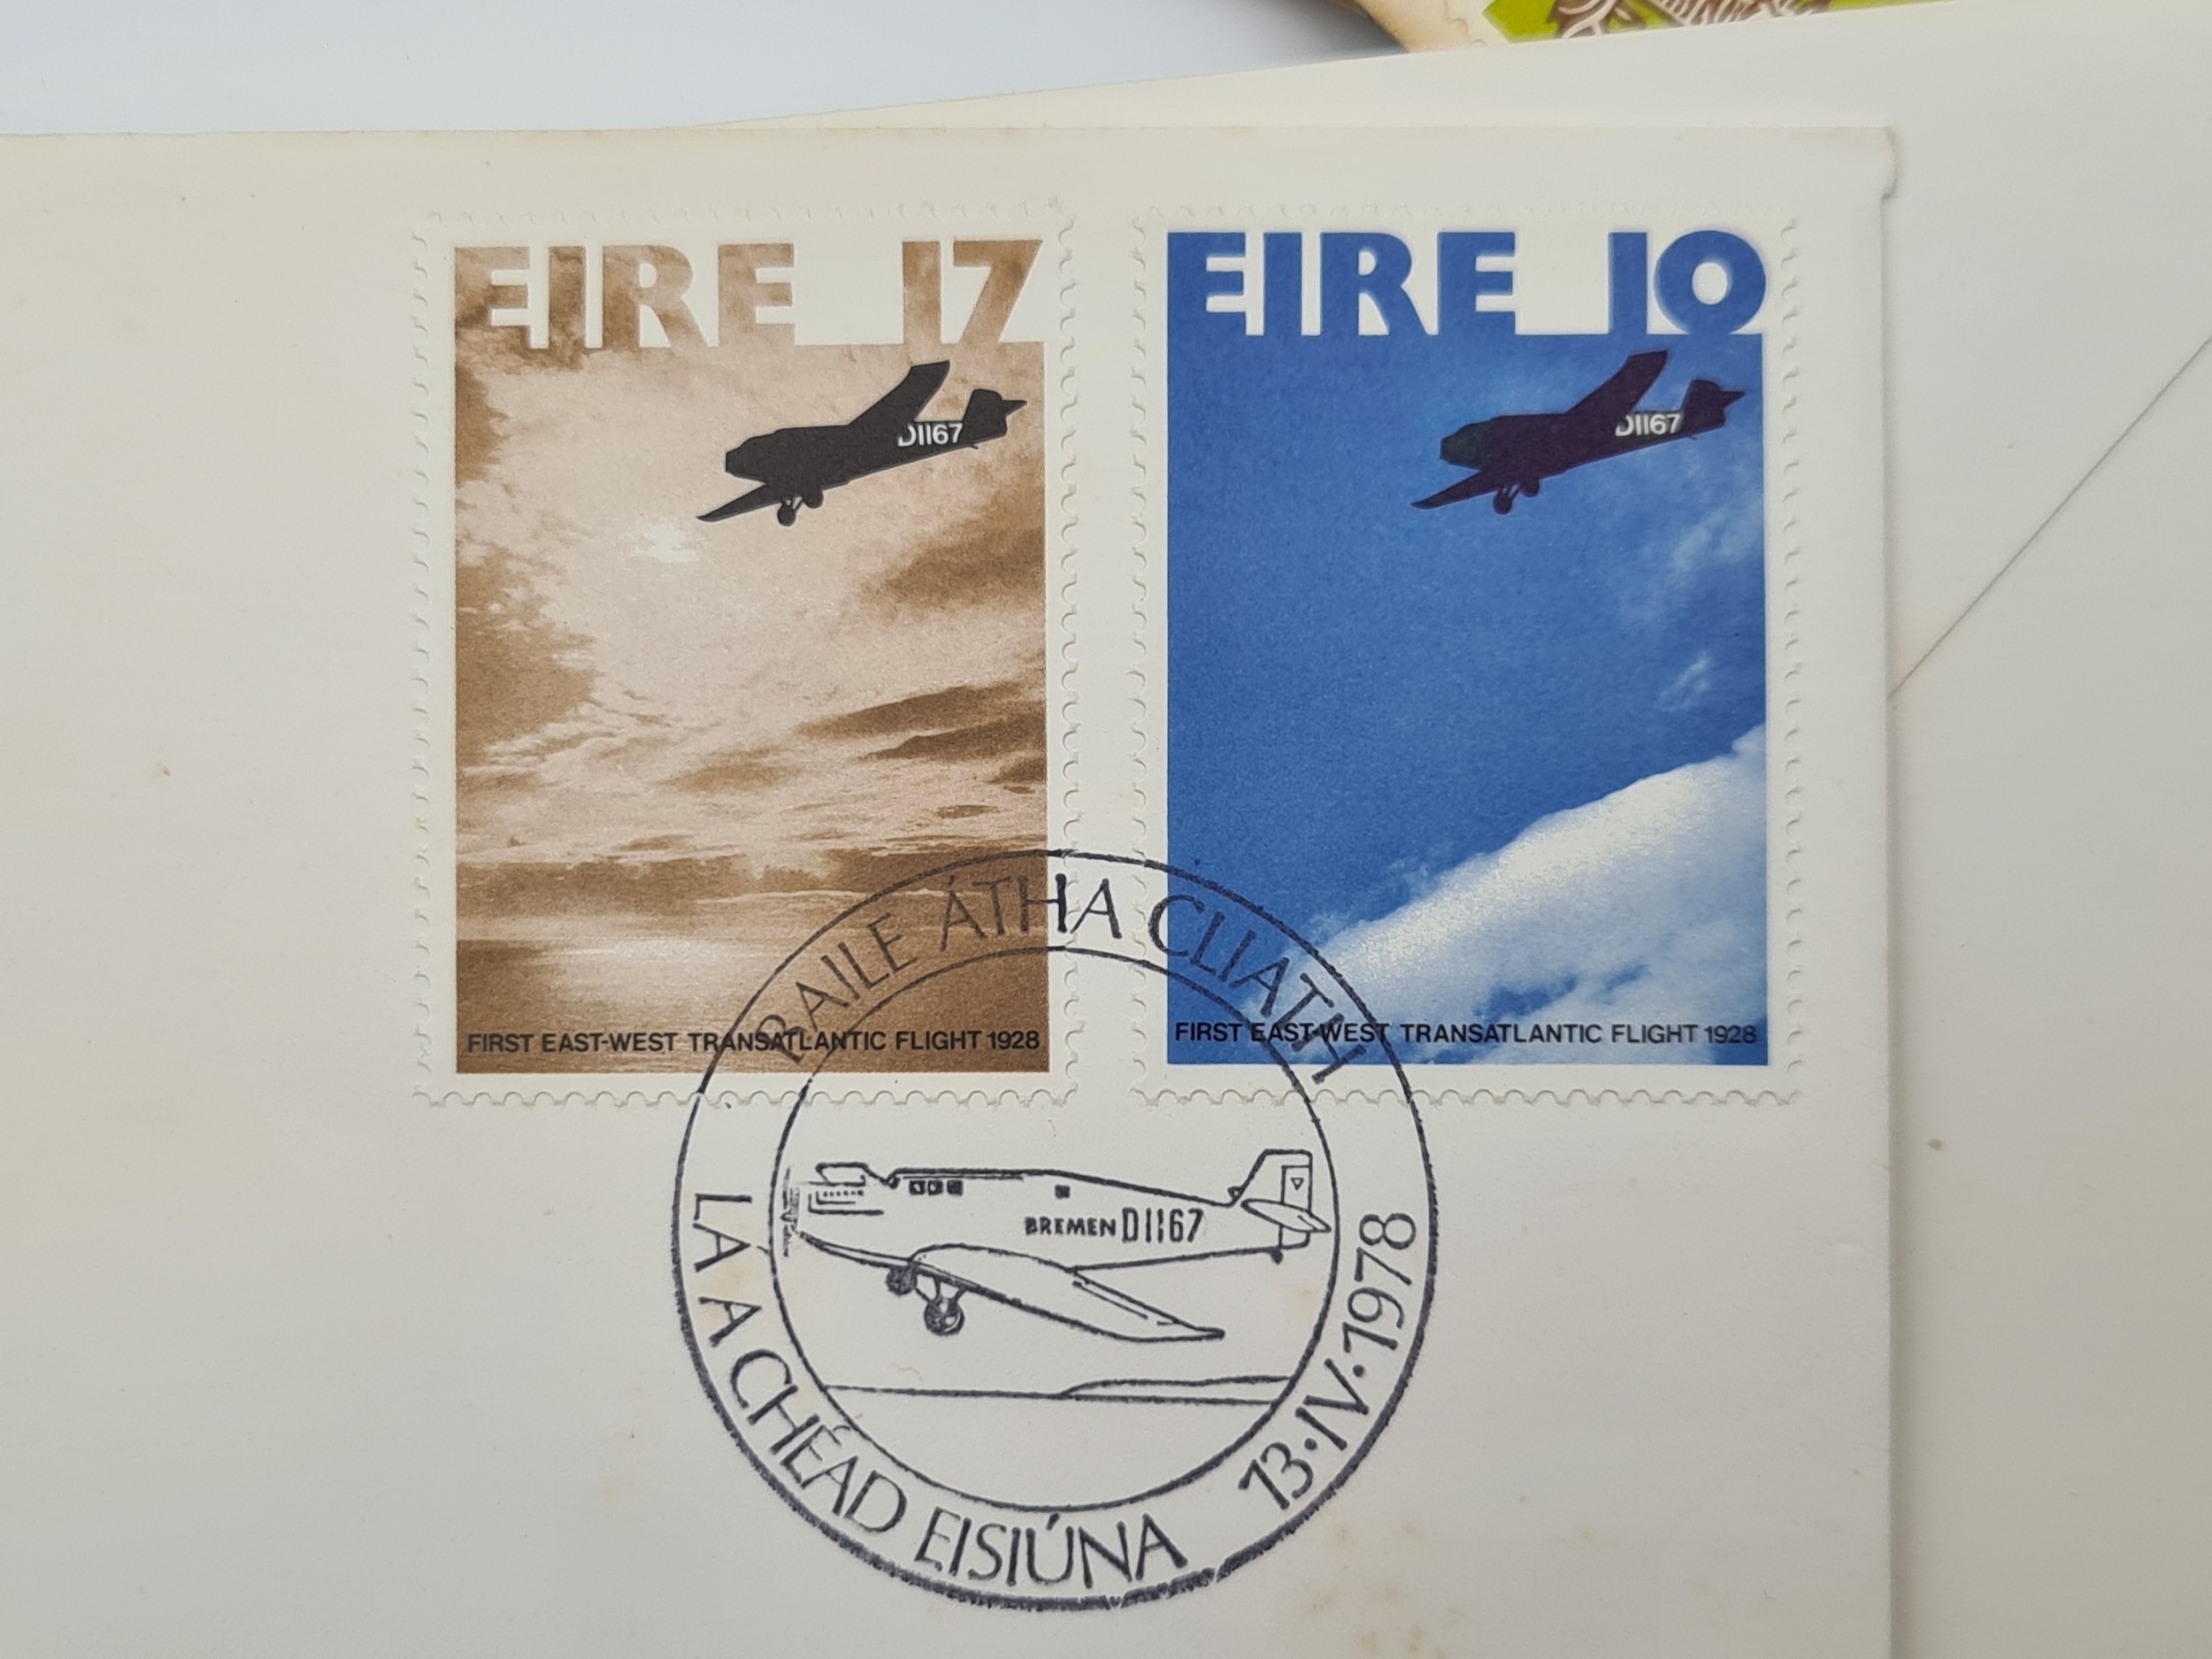 EIRE 17
D1167
FIRST EAST-WEST TRANSATLANTIC FLIGHT 1928
EIRE 10
D1167
FIRST EAST-WEST TRANSATLANTIC FLIGHT 1928
BAILE ÁTHA CLIATH
BREMEN D1167
LÁ A CHÉAD EISIÚNA
13·IV·1978